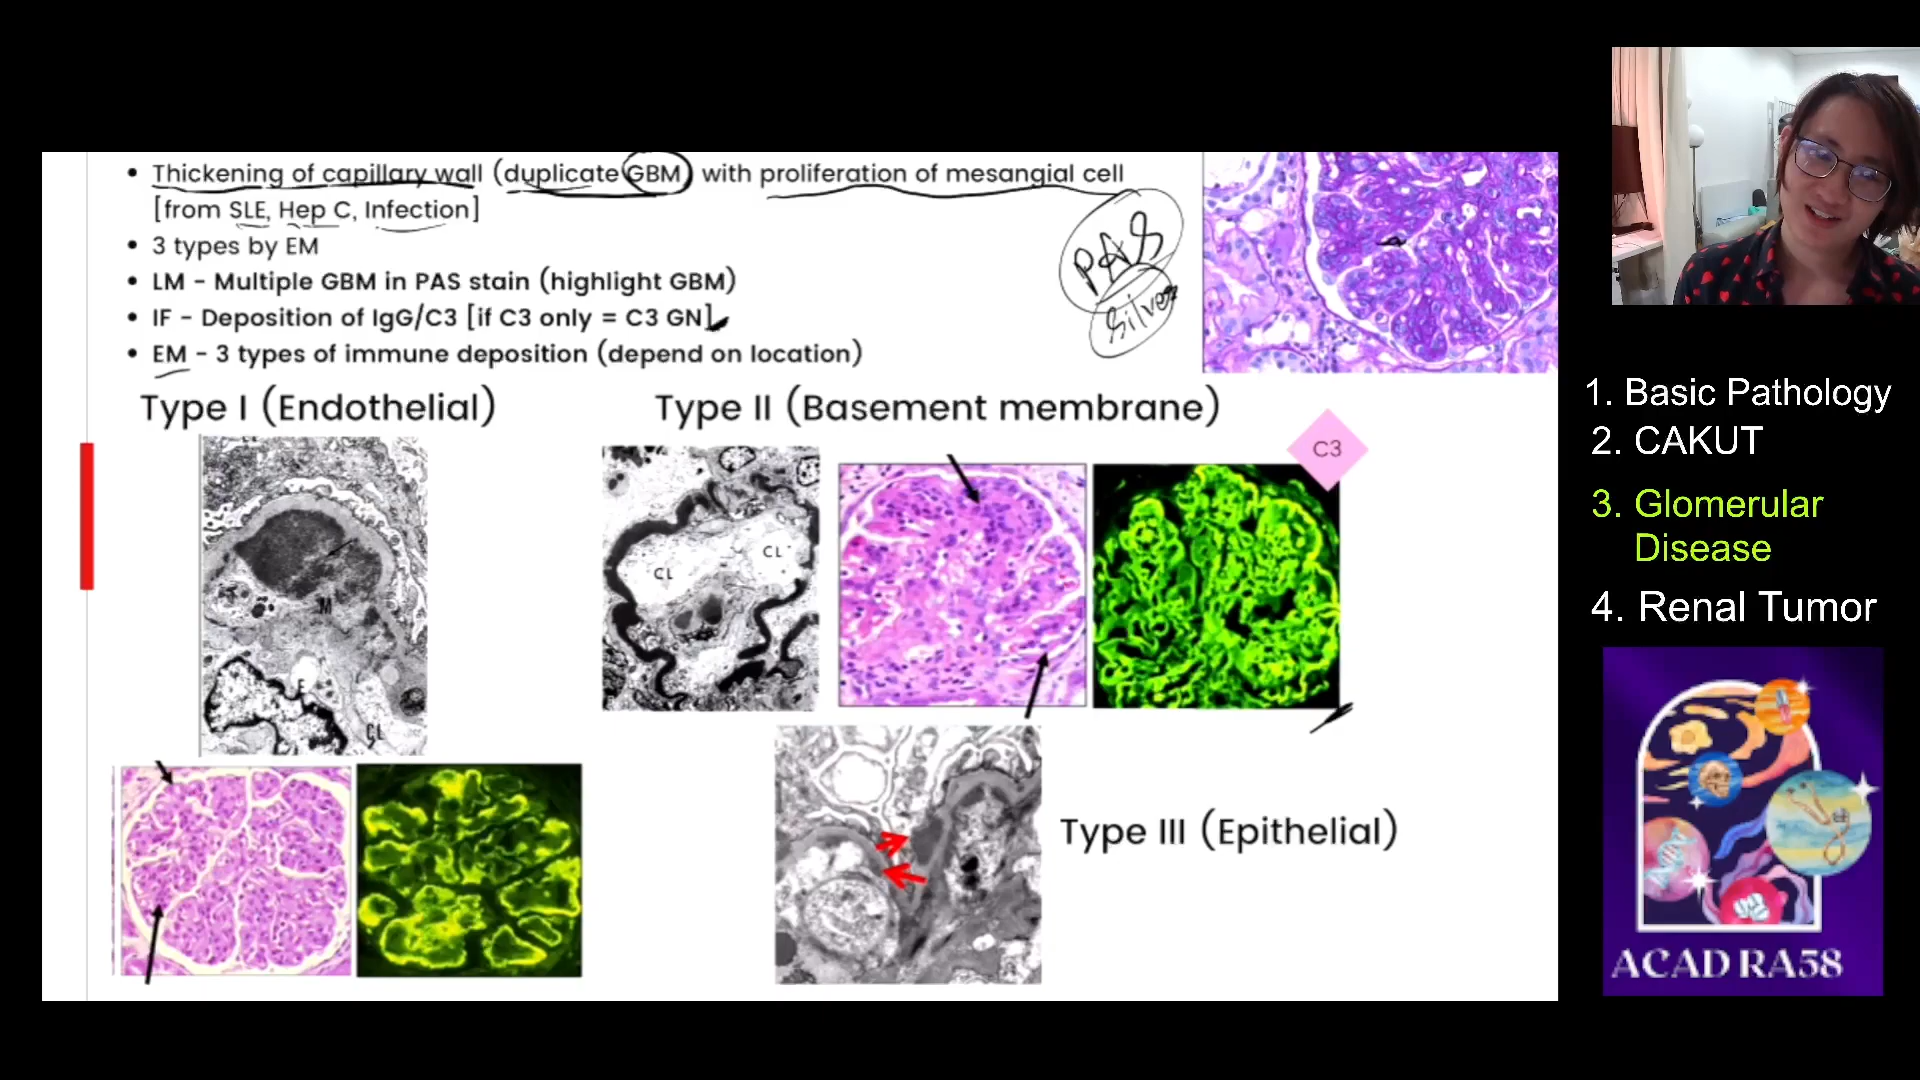 • Thickening of capillary wall (duplicate GBM) with proliferation of mesangial cell
[from SLE, Hep C, Infection]
• 3 types by EM
• LM - Multiple GBM in PAS stain (highlight GBM)
• IF - Deposition of IgG/C3 [if C3 only = C3 GN]
• EM - 3 types of immune deposition (depend on location)
PAS
Silver
Type I (Endothelial)
Type II (Basement membrane)
C3
M
E
CL
CL
CL
Type III (Epithelial)
1. Basic Pathology
2. CAKUT
3. Glomerular
Disease
4. Renal Tumor
ACAD RA58